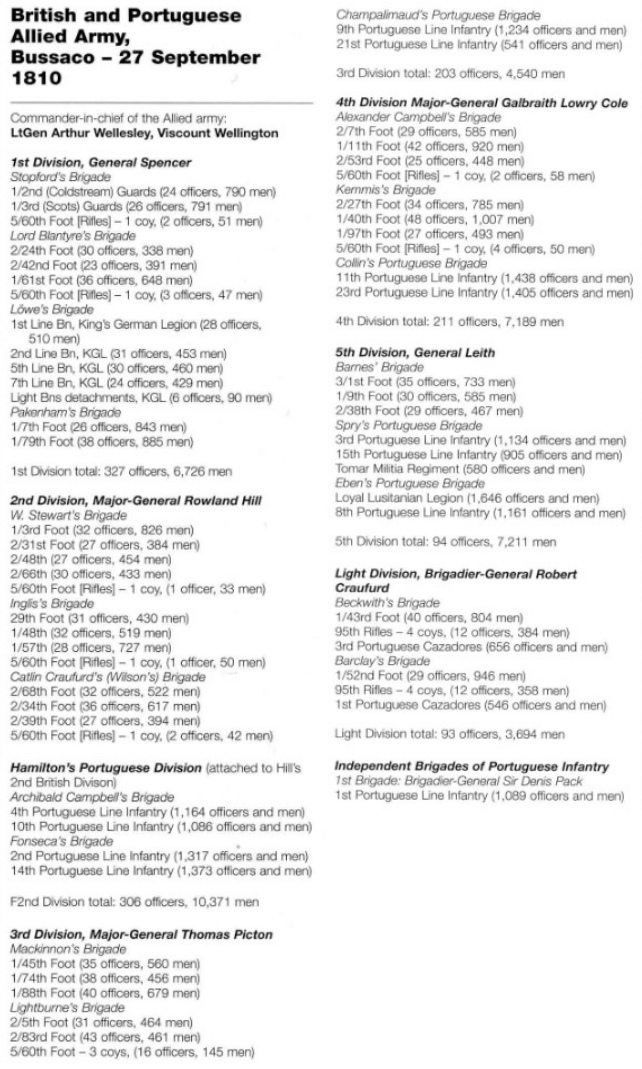 British and Portuguese
Allied Army,
Bussaco – 27 September
1810
Commander-in-chief of the Allied army:
LtGen Arthur Wellesley, Viscount Wellington
1st Division, General Spencer
Stopford's Brigade
1/2nd (Coldstream) Guards (24 officers, 790 men)
1/3rd (Scots) Guards (26 officers, 791 men)
5/60th Foot [Rifles] – 1 coy, (2 officers, 51 men)
Lord Blantyre's Brigade
2/24th Foot (30 officers, 338 men)
2/42nd Foot (23 officers, 391 men)
1/61st Foot (36 officers, 648 men)
5/60th Foot [Rifles] – 1 coy, (3 officers, 47 men)
Löwe's Brigade
1st Line Bn, King's German Legion (28 officers,
510 men)
2nd Line Bn, KGL (31 officers, 453 men)
5th Line Bn, KGL (30 officers, 460 men)
7th Line Bn, KGL (24 officers, 429 men)
Light Bns detachments, KGL (6 officers, 90 men)
Pakenham's Brigade
1/7th Foot (26 officers, 843 men)
1/79th Foot (38 officers, 885 men)
1st Division total: 327 officers, 6,726 men
2nd Division, Major-General Rowland Hill
W. Stewart's Brigade
1/3rd Foot (32 officers, 826 men)
2/31st Foot (27 officers, 384 men)
2/48th (27 officers, 454 men)
2/66th (30 officers, 433 men)
5/60th Foot [Rifles] – 1 coy, (1 officer, 33 men)
Inglis's Brigade
29th Foot (31 officers, 430 men)
1/48th (32 officers, 519 men)
1/57th (28 officers, 727 men)
5/60th Foot [Rifles] – 1 coy, (1 officer, 50 men)
Catlin Craufurd's (Wilson's) Brigade
2/68th Foot (32 officers, 522 men)
2/34th Foot (36 officers, 617 men)
2/39th Foot (27 officers, 394 men)
5/60th Foot [Rifles] – 1 coy, (2 officers, 42 men)
Hamilton's Portuguese Division (attached to Hill's
2nd British Divison)
Archibald Campbell's Brigade
4th Portuguese Line Infantry (1,164 officers and men)
10th Portuguese Line Infantry (1,086 officers and men)
Fonseca's Brigade
2nd Portuguese Line Infantry (1,317 officers and men)
14th Portuguese Line Infantry (1,373 officers and men)
F2nd Division total: 306 officers, 10,371 men
3rd Division, Major-General Thomas Picton
Mackinnon's Brigade
1/45th Foot (35 officers, 560 men)
1/74th Foot (38 officers, 456 men)
1/88th Foot (40 officers, 679 men)
Lightburne's Brigade
2/5th Foot (31 officers, 464 men)
2/83rd Foot (43 officers, 461 men)
5/60th Foot – 3 coys, (16 officers, 145 men)
Champalimaud's Portuguese Brigade
9th Portuguese Line Infantry (1,234 officers and men)
21st Portuguese Line Infantry (541 officers and men)
3rd Division total: 203 officers, 4,540 men
4th Division Major-General Galbraith Lowry Cole
Alexander Campbell's Brigade
2/7th Foot (29 officers, 585 men)
1/11th Foot (42 officers, 920 men)
2/53rd Foot (25 officers, 448 men)
5/60th Foot [Rifles] – 1 coy, (2 officers, 58 men)
Kemmis's Brigade
2/27th Foot (34 officers, 785 men)
1/40th Foot (48 officers, 1,007 men)
1/97th Foot (27 officers, 493 men)
5/60th Foot [Rifles] – 1 coy, (4 officers, 50 men)
Collin's Portuguese Brigade
11th Portuguese Line Infantry (1,438 officers and men)
23rd Portuguese Line Infantry (1,405 officers and men)
4th Division total: 211 officers, 7,189 men
5th Division, General Leith
Barnes' Brigade
3/1st Foot (35 officers, 733 men)
1/9th Foot (30 officers, 585 men)
2/38th Foot (29 officers, 467 men)
Spry's Portuguese Brigade
3rd Portuguese Line Infantry (1,134 officers and men)
15th Portuguese Line Infantry (905 officers and men)
Tomar Militia Regiment (580 officers and men)
Eben's Portuguese Brigade
Loyal Lusitanian Legion (1,646 officers and men)
8th Portuguese Line Infantry (1,161 officers and men)
5th Division total: 94 officers, 7,211 men
Light Division, Brigadier-General Robert
Craufurd
Beckwith's Brigade
1/43rd Foot (40 officers, 804 men)
95th Rifles – 4 coys, (12 officers, 384 men)
3rd Portuguese Cazadores (656 officers and men)
Barclay's Brigade
1/52nd Foot (29 officers, 946 men)
95th Rifles – 4 coys, (12 officers, 358 men)
1st Portuguese Cazadores (546 officers and men)
Light Division total: 93 officers, 3,694 men
Independent Brigades of Portuguese Infantry
1st Brigade: Brigadier-General Sir Denis Pack
1st Portuguese Line Infantry (1,089 officers and men)